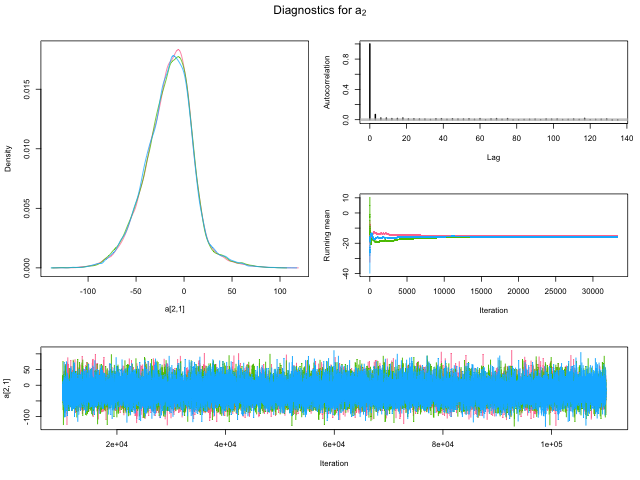 Diagnostics for a₂
Density
0.000 0.005 0.010 0.015
-100 -50 0 50 100
a[2,1]
Autocorrelation
0.0 0.4 0.8
0 20 40 60 80 100 120 140
Lag
Running mean
-40 -20 0 10
0 5000 10000 15000 20000 25000 30000
Iteration
a[2,1]
-100 0 50
2e+04 4e+04 6e+04 8e+04 1e+05
Iteration